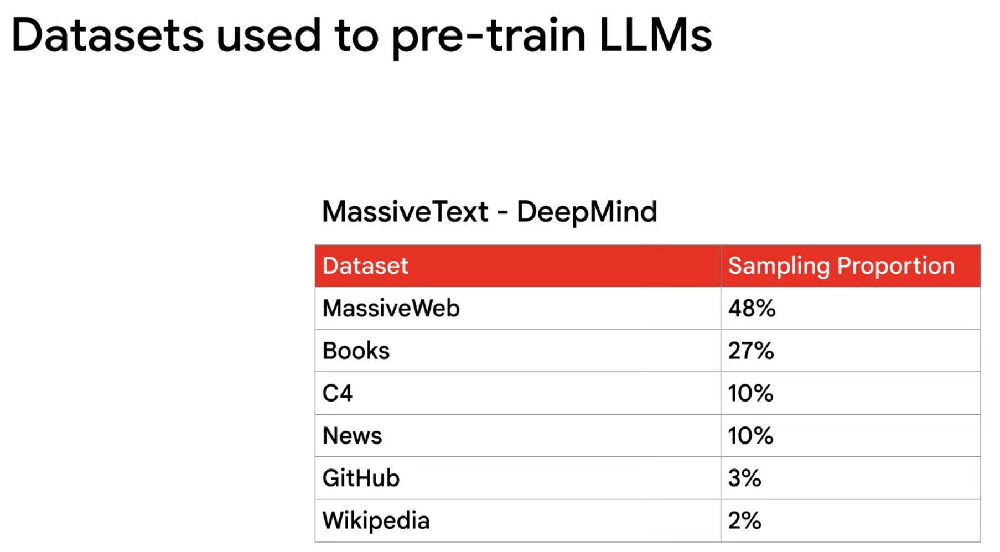 Datasets used to pre-train LLMs
MassiveText - DeepMind
Dataset Sampling Proportion
MassiveWeb 48%
Books 27%
C4 10%
News 10%
GitHub 3%
Wikipedia 2%